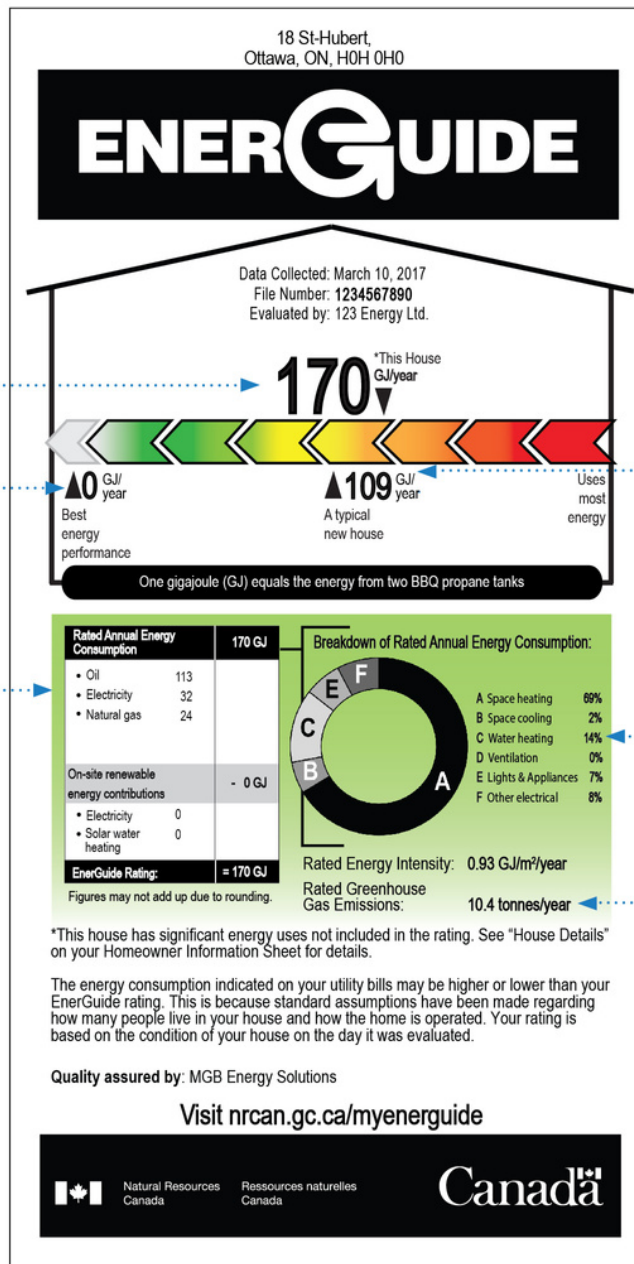 18 St-Hubert,
Ottawa, ON, H0H 0H0
ENERGUIDE
Data Collected: March 10, 2017
File Number: 1234567890
Evaluated by: 123 Energy Ltd.
170 *This House
GJ/year
0 GJ/
year
Best
energy
performance
109 GJ/
year
A typical
new house
Uses
most
energy
One gigajoule (GJ) equals the energy from two BBQ propane tanks
Rated Annual Energy
Consumption 170 GJ
• Oil 113
• Electricity 32
• Natural gas 24
On-site renewable
energy contributions - 0 GJ
• Electricity 0
• Solar water 0
heating
EnerGuide Rating: = 170 GJ
Figures may not add up due to rounding.
Breakdown of Rated Annual Energy Consumption:
F
E
C
B
A
A Space heating 69%
B Space cooling 2%
C Water heating 14%
D Ventilation 0%
E Lights & Appliances 7%
F Other electrical 8%
Rated Energy Intensity: 0.93 GJ/m²/year
Rated Greenhouse
Gas Emissions: 10.4 tonnes/year
*This house has significant energy uses not included in the rating. See “House Details”
on your Homeowner Information Sheet for details.
The energy consumption indicated on your utility bills may be higher or lower than your
EnerGuide rating. This is because standard assumptions have been made regarding
how many people live in your house and how the home is operated. Your rating is
based on the condition of your house on the day it was evaluated.
Quality assured by: MGB Energy Solutions
Visit nrcan.gc.ca/myenerguide
Natural Resources
Canada
Ressources naturelles
Canada
Canada